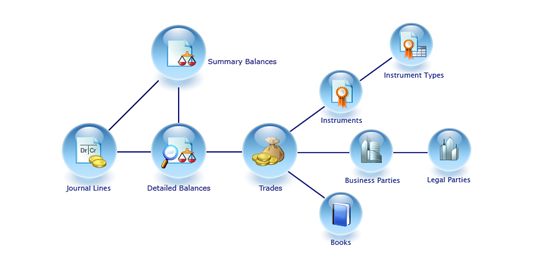 Summary Balances
Instrument Types
Instruments
Dr Cr
Journal Lines
Detailed Balances
Trades
Business Parties
Legal Parties
Books